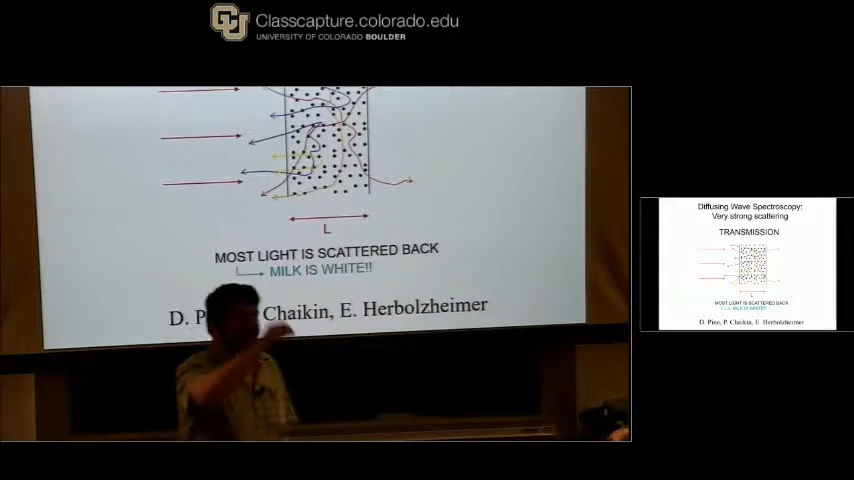 CU
Classcapture.colorado.edu
UNIVERSITY OF COLORADO BOULDER
L
MOST LIGHT IS SCATTERED BACK
MILK IS WHITE!!
D. P Chaikin, E. Herbolzheimer
Diffusing Wave Spectroscopy:
Very strong scattering
TRANSMISSION
L
MOST LIGHT IS SCATTERED BACK
MILK IS WHITE!!
D. Pine, P. Chaikin, E. Herbolzheimer